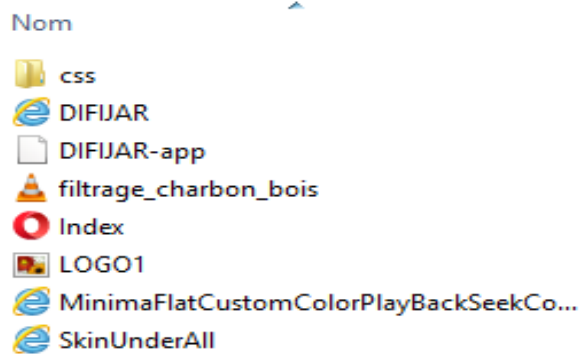 Nom
css
DIFIJAR
DIFIJAR-app
filtrage_charbon_bois
Index
LOGO1
MinimaFlatCustomColorPlayBackSeekCo...
SkinUnderAll